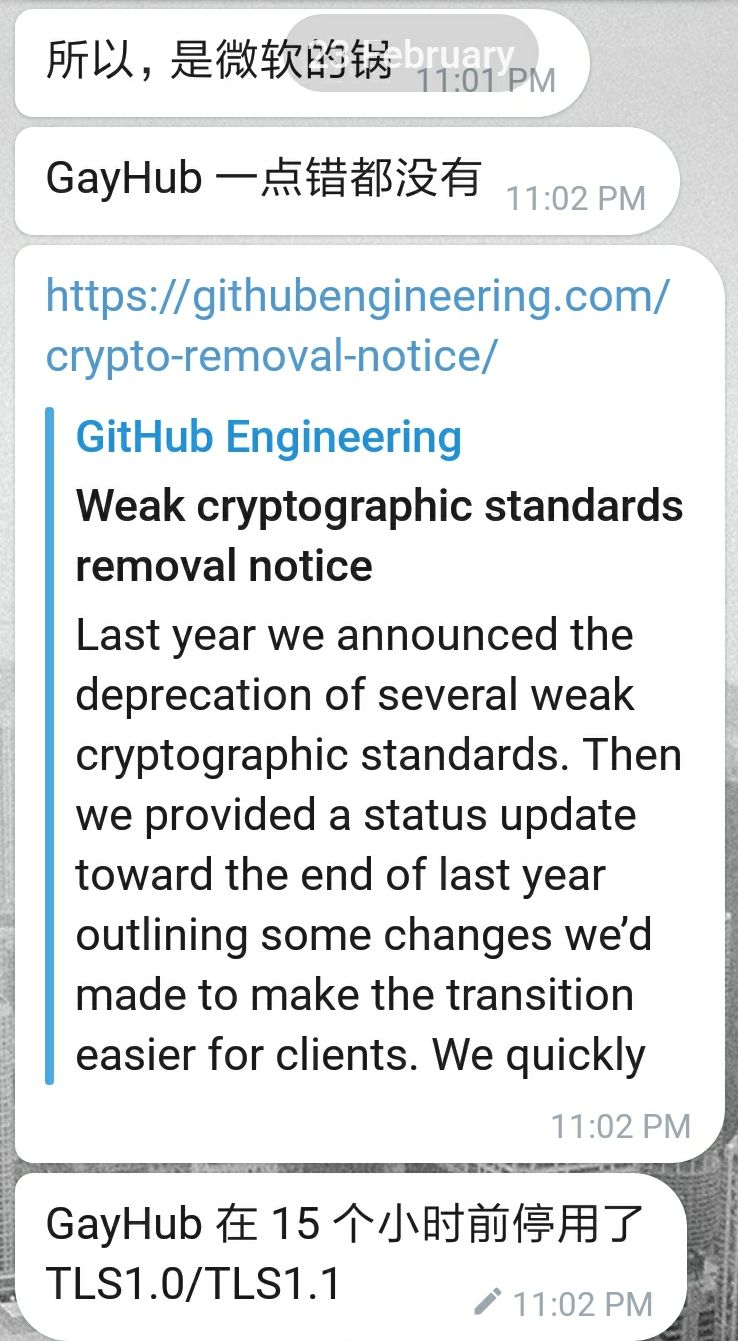 所以，是微软的锅
23 February
11:01 PM
GayHub 一点错都没有
11:02 PM
https://githubengineering.com/
crypto-removal-notice/
GitHub Engineering
Weak cryptographic standards
removal notice
Last year we announced the
deprecation of several weak
cryptographic standards. Then
we provided a status update
toward the end of last year
outlining some changes we’d
made to make the transition
easier for clients. We quickly
11:02 PM
GayHub 在 15 个小时前停用了
TLS1.0/TLS1.1
11:02 PM